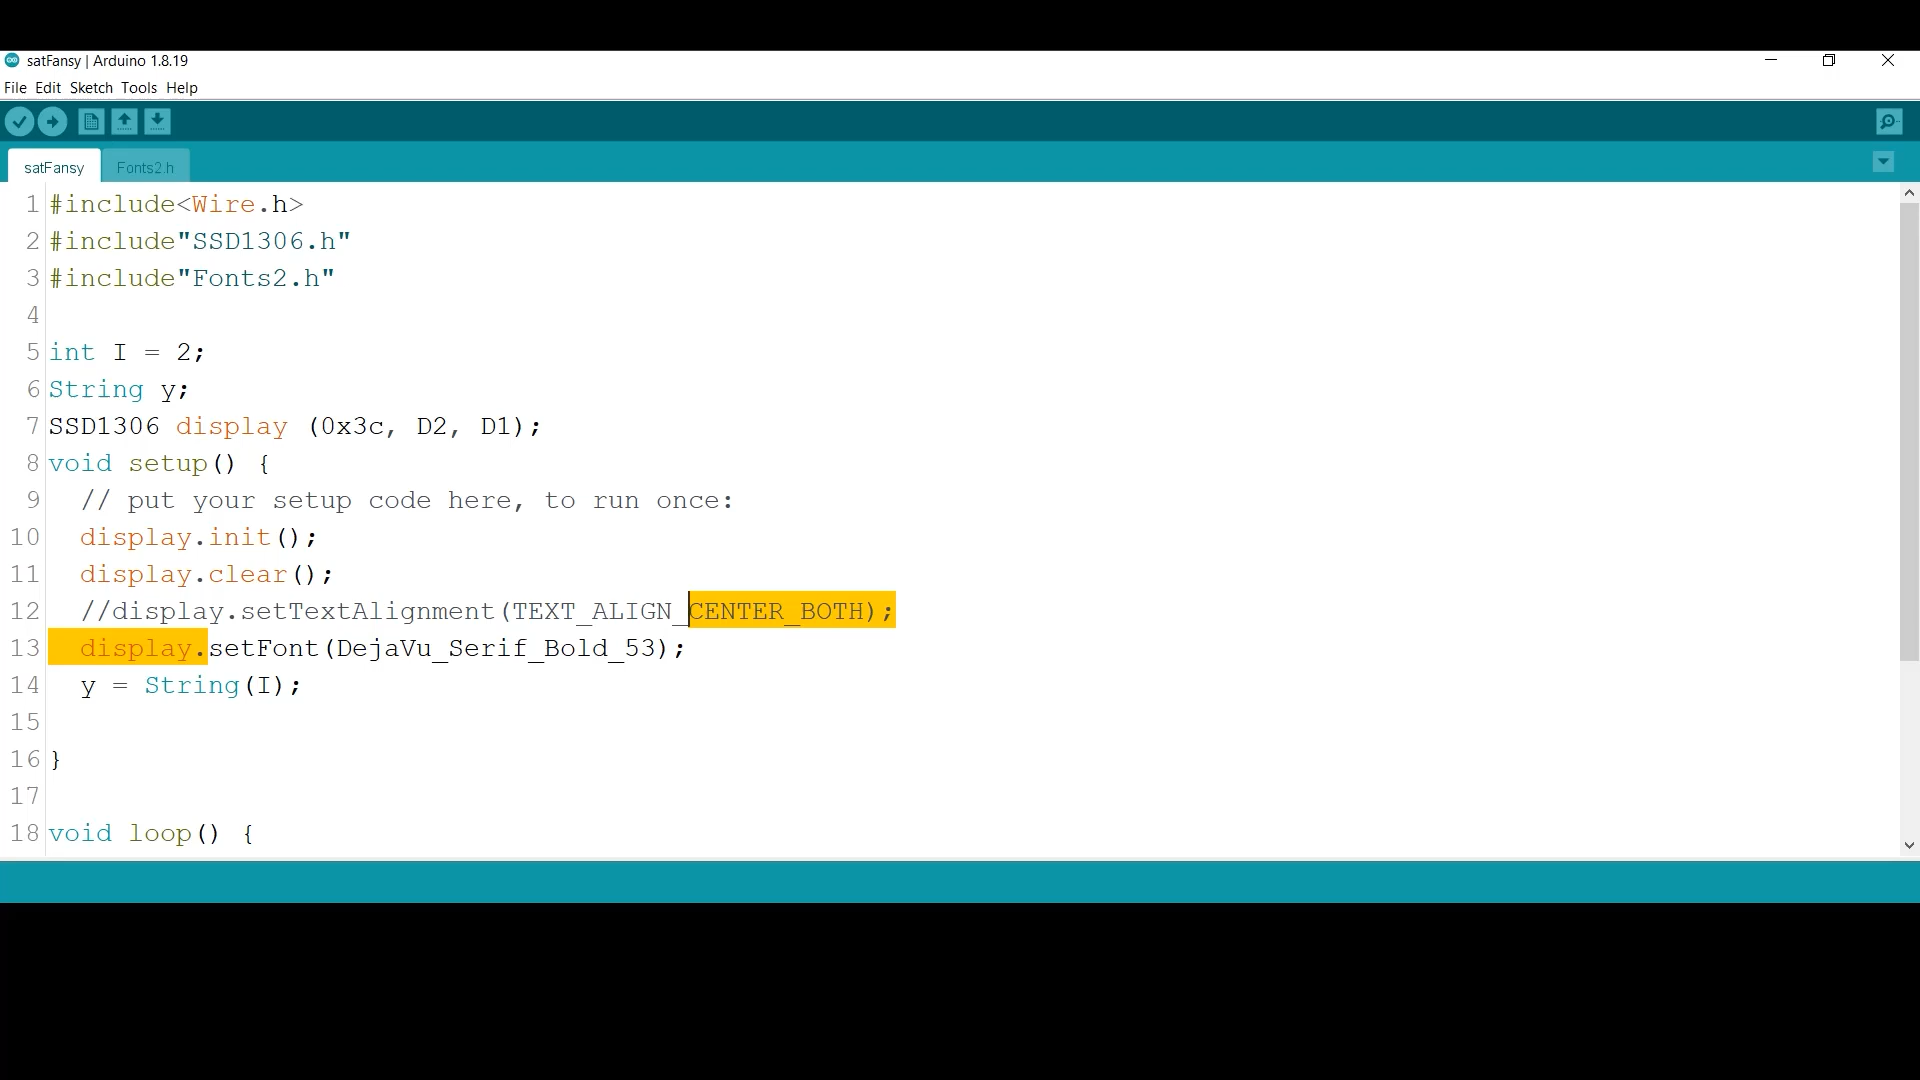 satFansy | Arduino 1.8.19
File Edit Sketch Tools Help
satFansy Fonts2.h
1 #include<Wire.h>
2 #include"SSD1306.h"
3 #include"Fonts2.h"
4
5 int I = 2;
6 String y;
7 SSD1306 display (0x3c, D2, D1);
8 void setup() {
9 // put your setup code here, to run once:
10 display.init();
11 display.clear();
12 //display.setTextAlignment(TEXT_ALIGN_CENTER_BOTH);
13 display.setFont(DejaVu_Serif_Bold_53);
14 y = String(I);
15
16 }
17
18 void loop() {